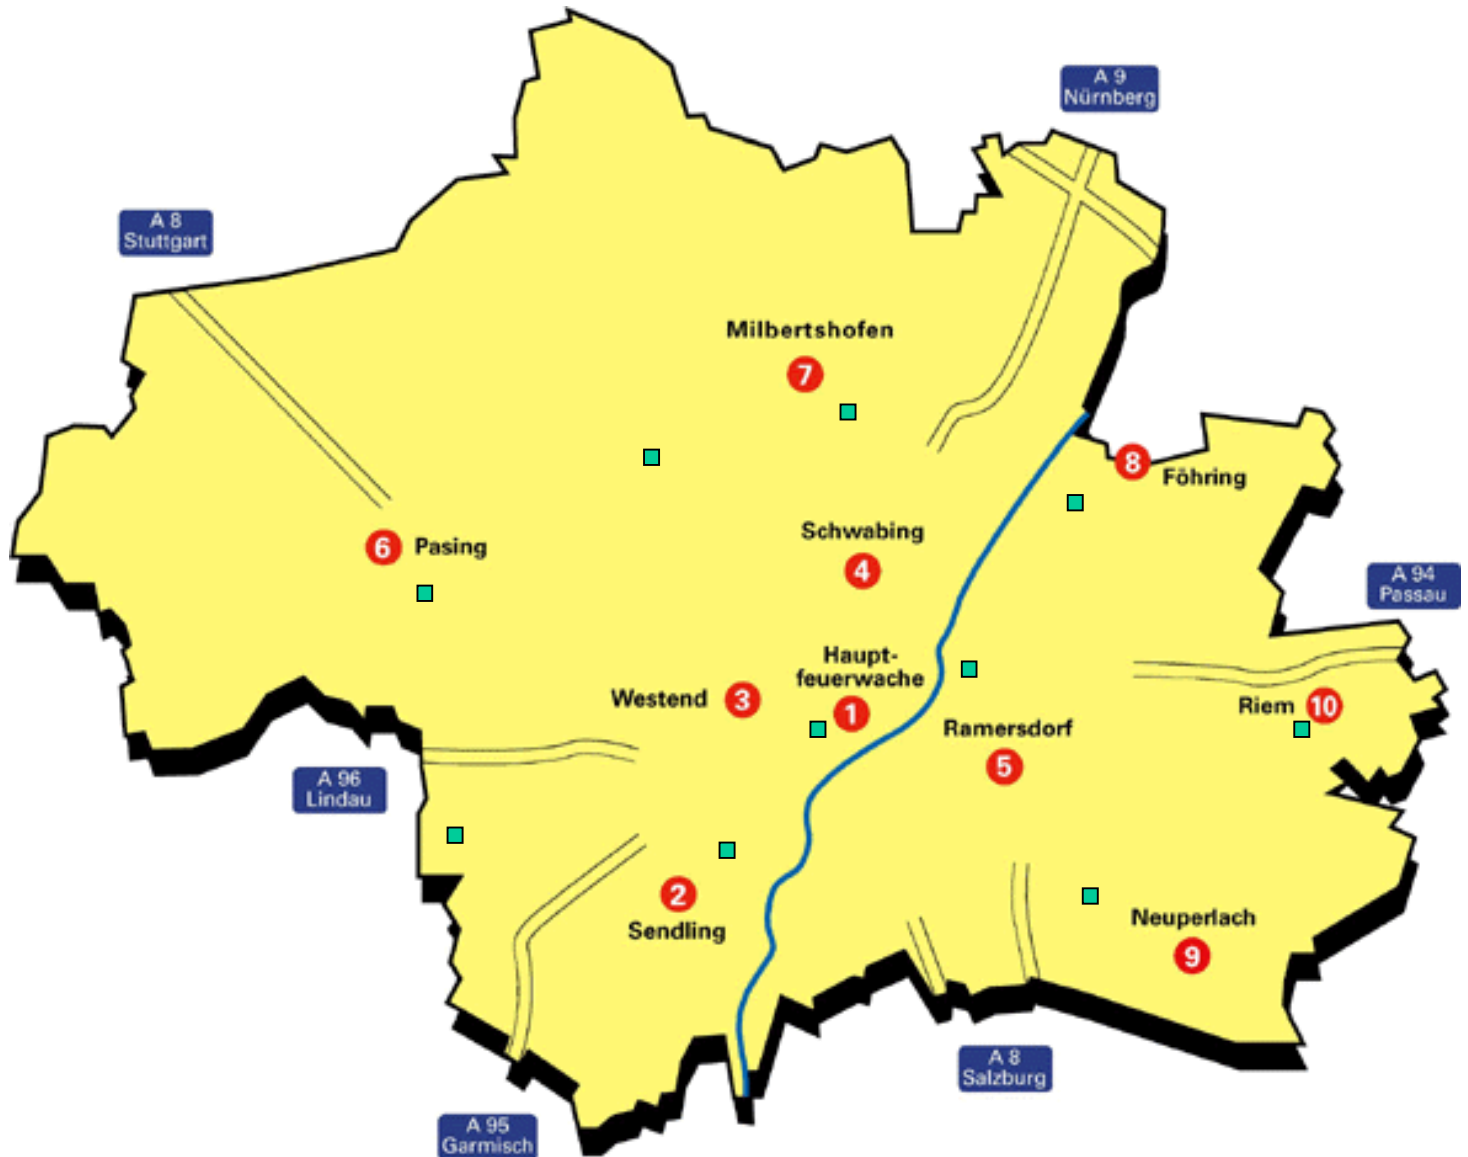 A 9
Nürnberg
A 8
Stuttgart
Milbertshofen
7
8
Föhring
Schwabing
4
6 Pasing
A 94
Passau
Haupt-
feuerwache
1
Westend 3
Riem 10
Ramersdorf
5
A 96
Lindau
2
Sendling
Neuperlach
9
A 8
Salzburg
A 95
Garmisch